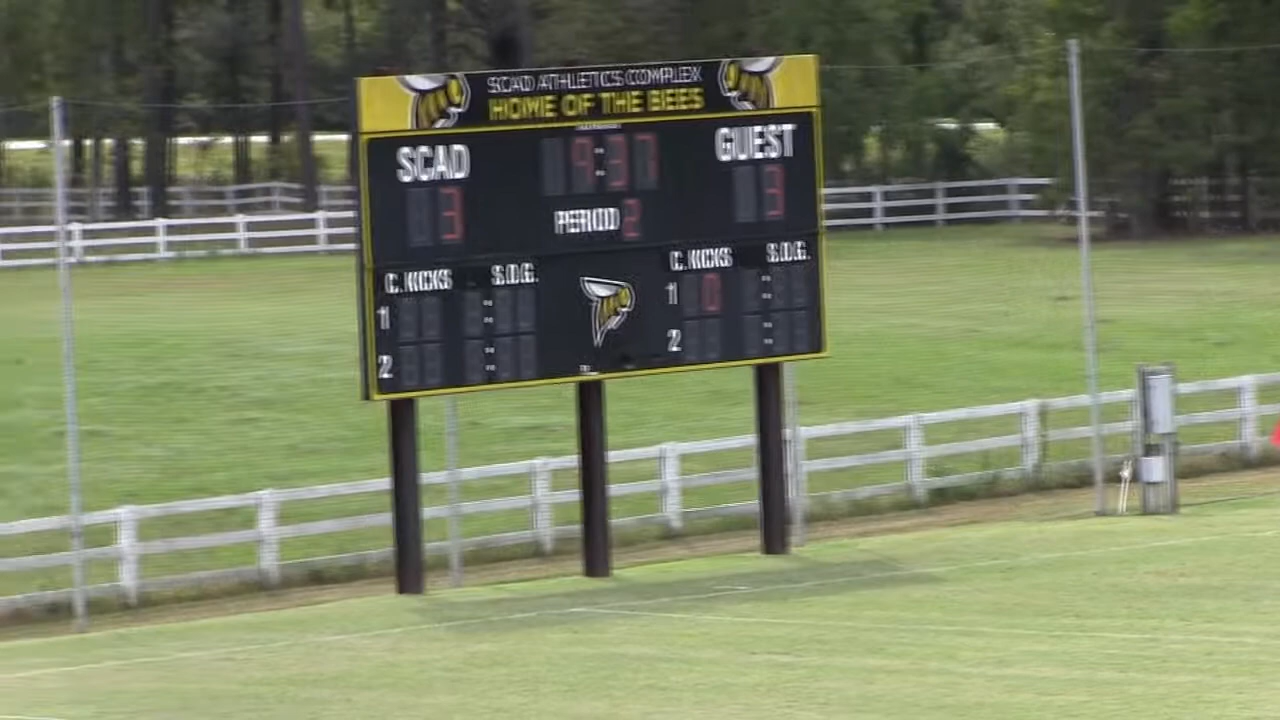 SCAD ATHLETICS COMPLEX
HOME OF THE BEES
SCAD 9:37 GUEST
3 PERIOD 2 3
C. KICKS S.O.G. C. KICKS S.O.G.
1 1 0
2 2